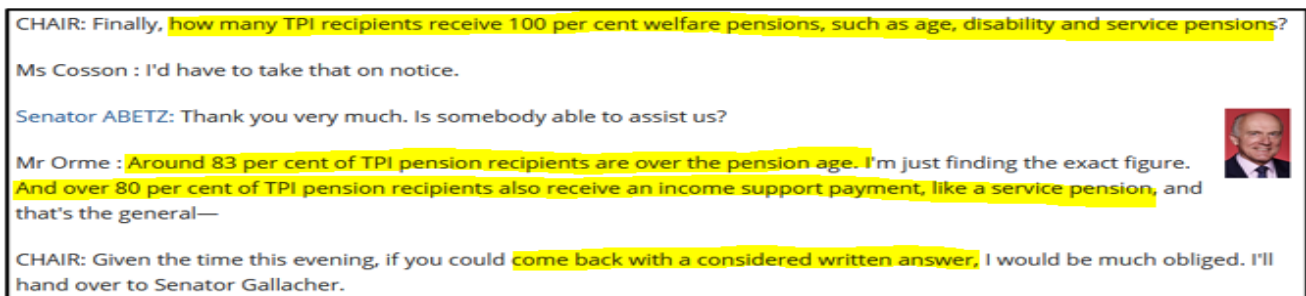 CHAIR: Finally, how many TPI recipients receive 100 per cent welfare pensions, such as age, disability and service pensions?
Ms Cosson : I'd have to take that on notice.
Senator ABETZ: Thank you very much. Is somebody able to assist us?
Mr Orme : Around 83 per cent of TPI pension recipients are over the pension age. I'm just finding the exact figure.
And over 80 per cent of TPI pension recipients also receive an income support payment, like a service pension, and
that's the general—
CHAIR: Given the time this evening, if you could come back with a considered written answer, I would be much obliged. I'll
hand over to Senator Gallacher.